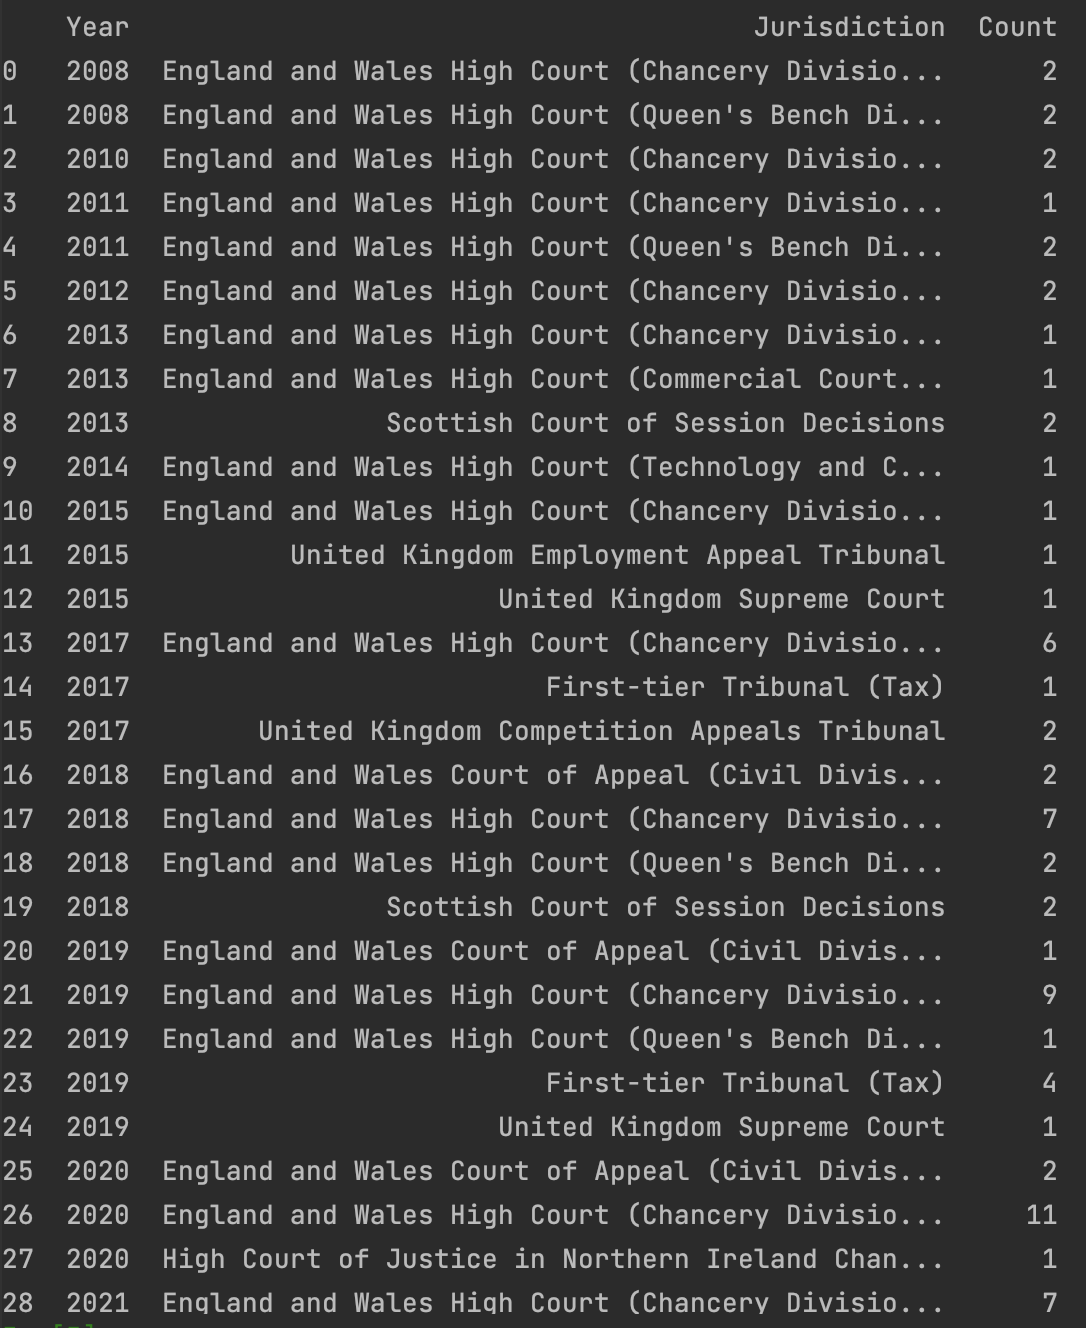 Year Jurisdiction Count
0 2008 England and Wales High Court (Chancery Divisio... 2
1 2008 England and Wales High Court (Queen's Bench Di... 2
2 2010 England and Wales High Court (Chancery Divisio... 2
3 2011 England and Wales High Court (Chancery Divisio... 1
4 2011 England and Wales High Court (Queen's Bench Di... 2
5 2012 England and Wales High Court (Chancery Divisio... 2
6 2013 England and Wales High Court (Chancery Divisio... 1
7 2013 England and Wales High Court (Commercial Court... 1
8 2013 Scottish Court of Session Decisions 2
9 2014 England and Wales High Court (Technology and C... 1
10 2015 England and Wales High Court (Chancery Divisio... 1
11 2015 United Kingdom Employment Appeal Tribunal 1
12 2015 United Kingdom Supreme Court 1
13 2017 England and Wales High Court (Chancery Divisio... 6
14 2017 First-tier Tribunal (Tax) 1
15 2017 United Kingdom Competition Appeals Tribunal 2
16 2018 England and Wales Court of Appeal (Civil Divis... 2
17 2018 England and Wales High Court (Chancery Divisio... 7
18 2018 England and Wales High Court (Queen's Bench Di... 2
19 2018 Scottish Court of Session Decisions 2
20 2019 England and Wales Court of Appeal (Civil Divis... 1
21 2019 England and Wales High Court (Chancery Divisio... 9
22 2019 England and Wales High Court (Queen's Bench Di... 1
23 2019 First-tier Tribunal (Tax) 4
24 2019 United Kingdom Supreme Court 1
25 2020 England and Wales Court of Appeal (Civil Divis... 2
26 2020 England and Wales High Court (Chancery Divisio... 11
27 2020 High Court of Justice in Northern Ireland Chan... 1
28 2021 England and Wales High Court (Chancery Divisio... 7